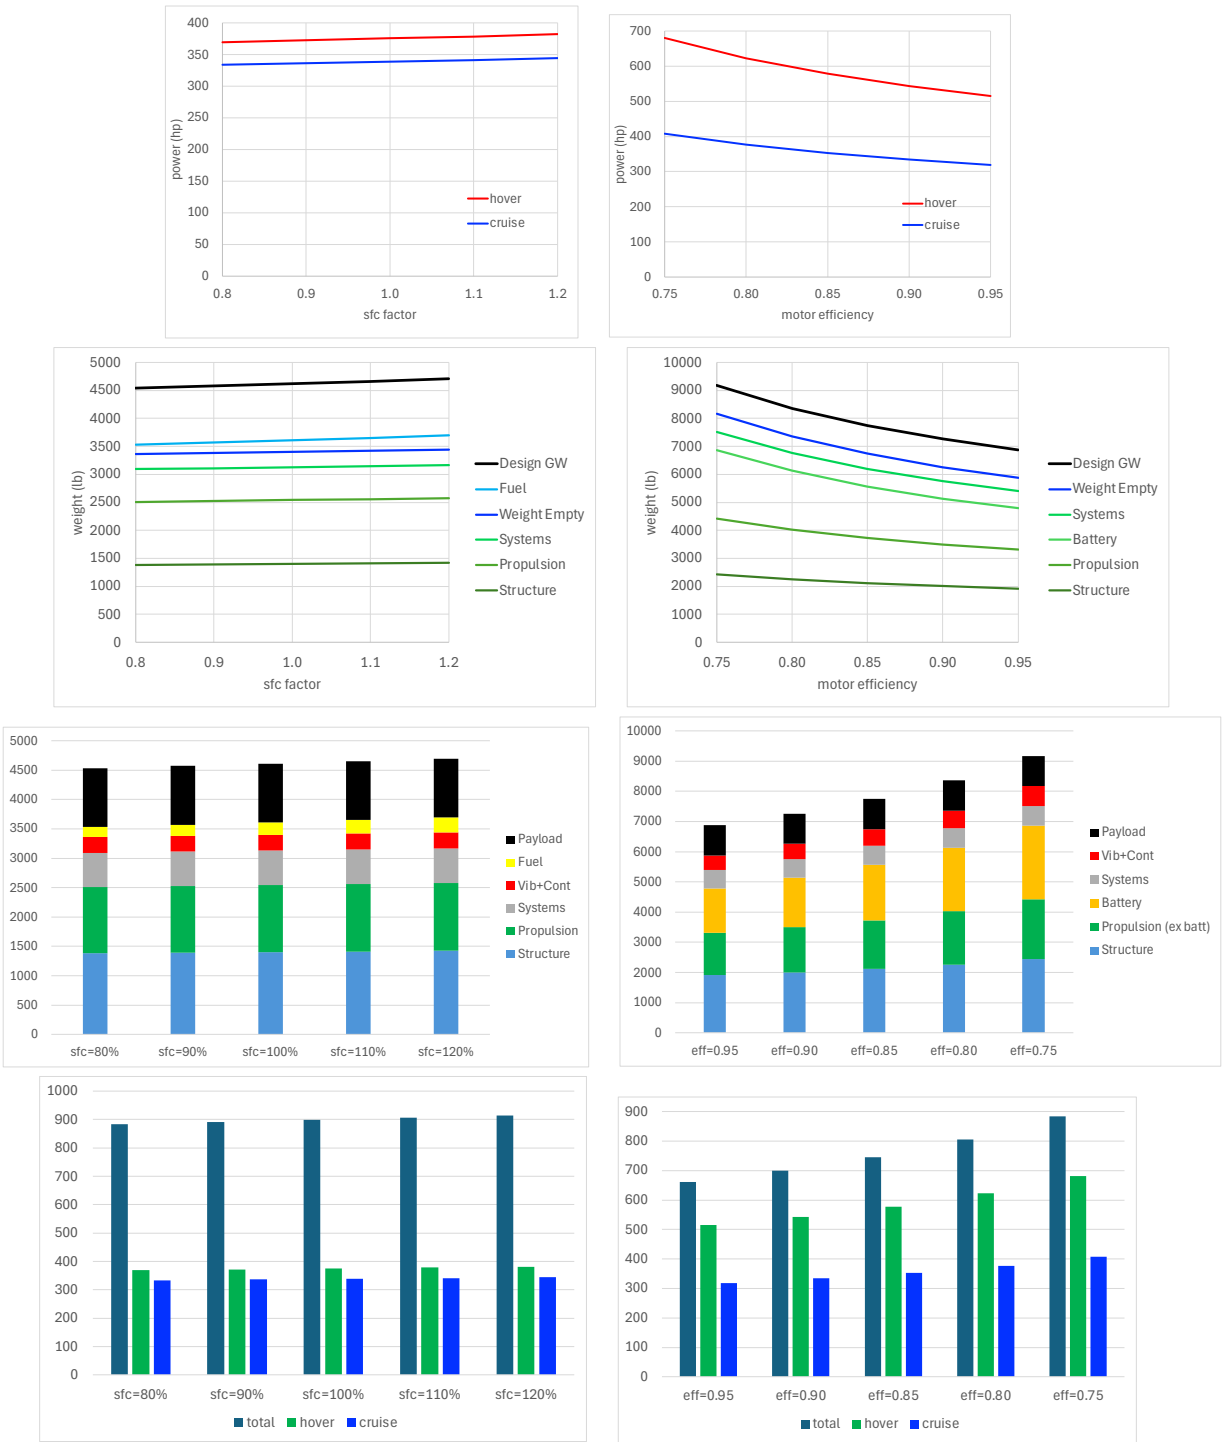 400
350
300
250
200
150
100
50
0
power (hp)
hover
cruise
0.8 0.9 1.0 1.1 1.2
sfc factor
700
600
500
400
300
200
100
0
power (hp)
hover
cruise
0.75 0.80 0.85 0.90 0.95
motor efficiency
5000
4500
4000
3500
3000
2500
2000
1500
1000
500
0
weight (lb)
Design GW
Fuel
Weight Empty
Systems
Propulsion
Structure
0.8 0.9 1.0 1.1 1.2
sfc factor
10000
9000
8000
7000
6000
5000
4000
3000
2000
1000
0
weight (lb)
Design GW
Weight Empty
Systems
Battery
Propulsion
Structure
0.75 0.80 0.85 0.90 0.95
motor efficiency
5000
4500
4000
3500
3000
2500
2000
1500
1000
500
0
Payload
Fuel
Vib+Cont
Systems
Propulsion
Structure
sfc=80% sfc=90% sfc=100% sfc=110% sfc=120%
10000
9000
8000
7000
6000
5000
4000
3000
2000
1000
0
Payload
Vib+Cont
Systems
Battery
Propulsion (ex batt)
Structure
eff=0.95 eff=0.90 eff=0.85 eff=0.80 eff=0.75
1000
900
800
700
600
500
400
300
200
100
0
sfc=80% sfc=90% sfc=100% sfc=110% sfc=120%
total hover cruise
900
800
700
600
500
400
300
200
100
0
eff=0.95 eff=0.90 eff=0.85 eff=0.80 eff=0.75
total hover cruise